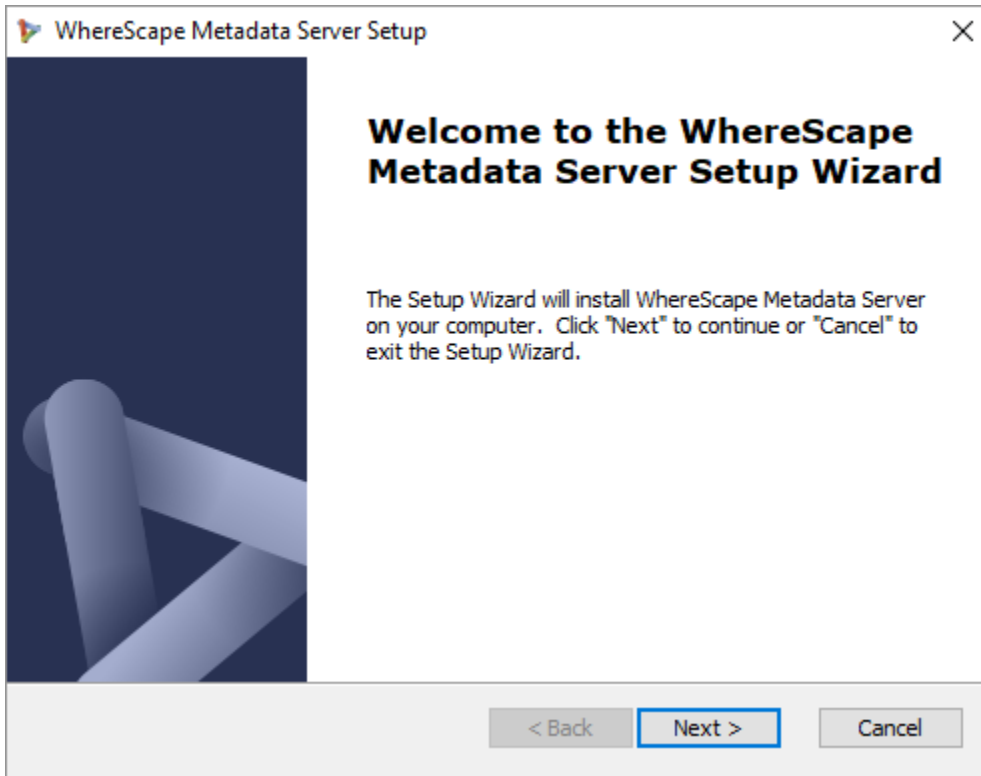 WhereScape Metadata Server Setup
Welcome to the WhereScape
Metadata Server Setup Wizard
The Setup Wizard will install WhereScape Metadata Server
on your computer.  Click "Next" to continue or "Cancel" to
exit the Setup Wizard.
< Back
Next >
Cancel